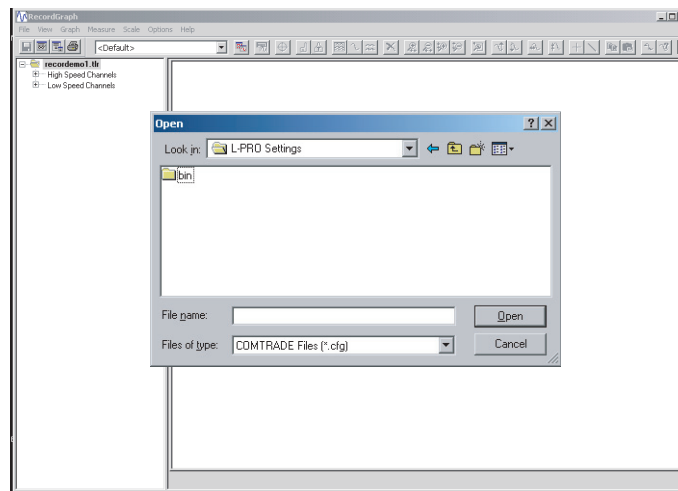 RecordGraph
File View Graph Measure Scale Options Help
<Default>
recordemo1.tlr
High Speed Channels
Low Speed Channels
Open
Look in: L-PRO Settings
bin
File name:
Open
Files of type: COMTRADE Files (*.cfg)
Cancel